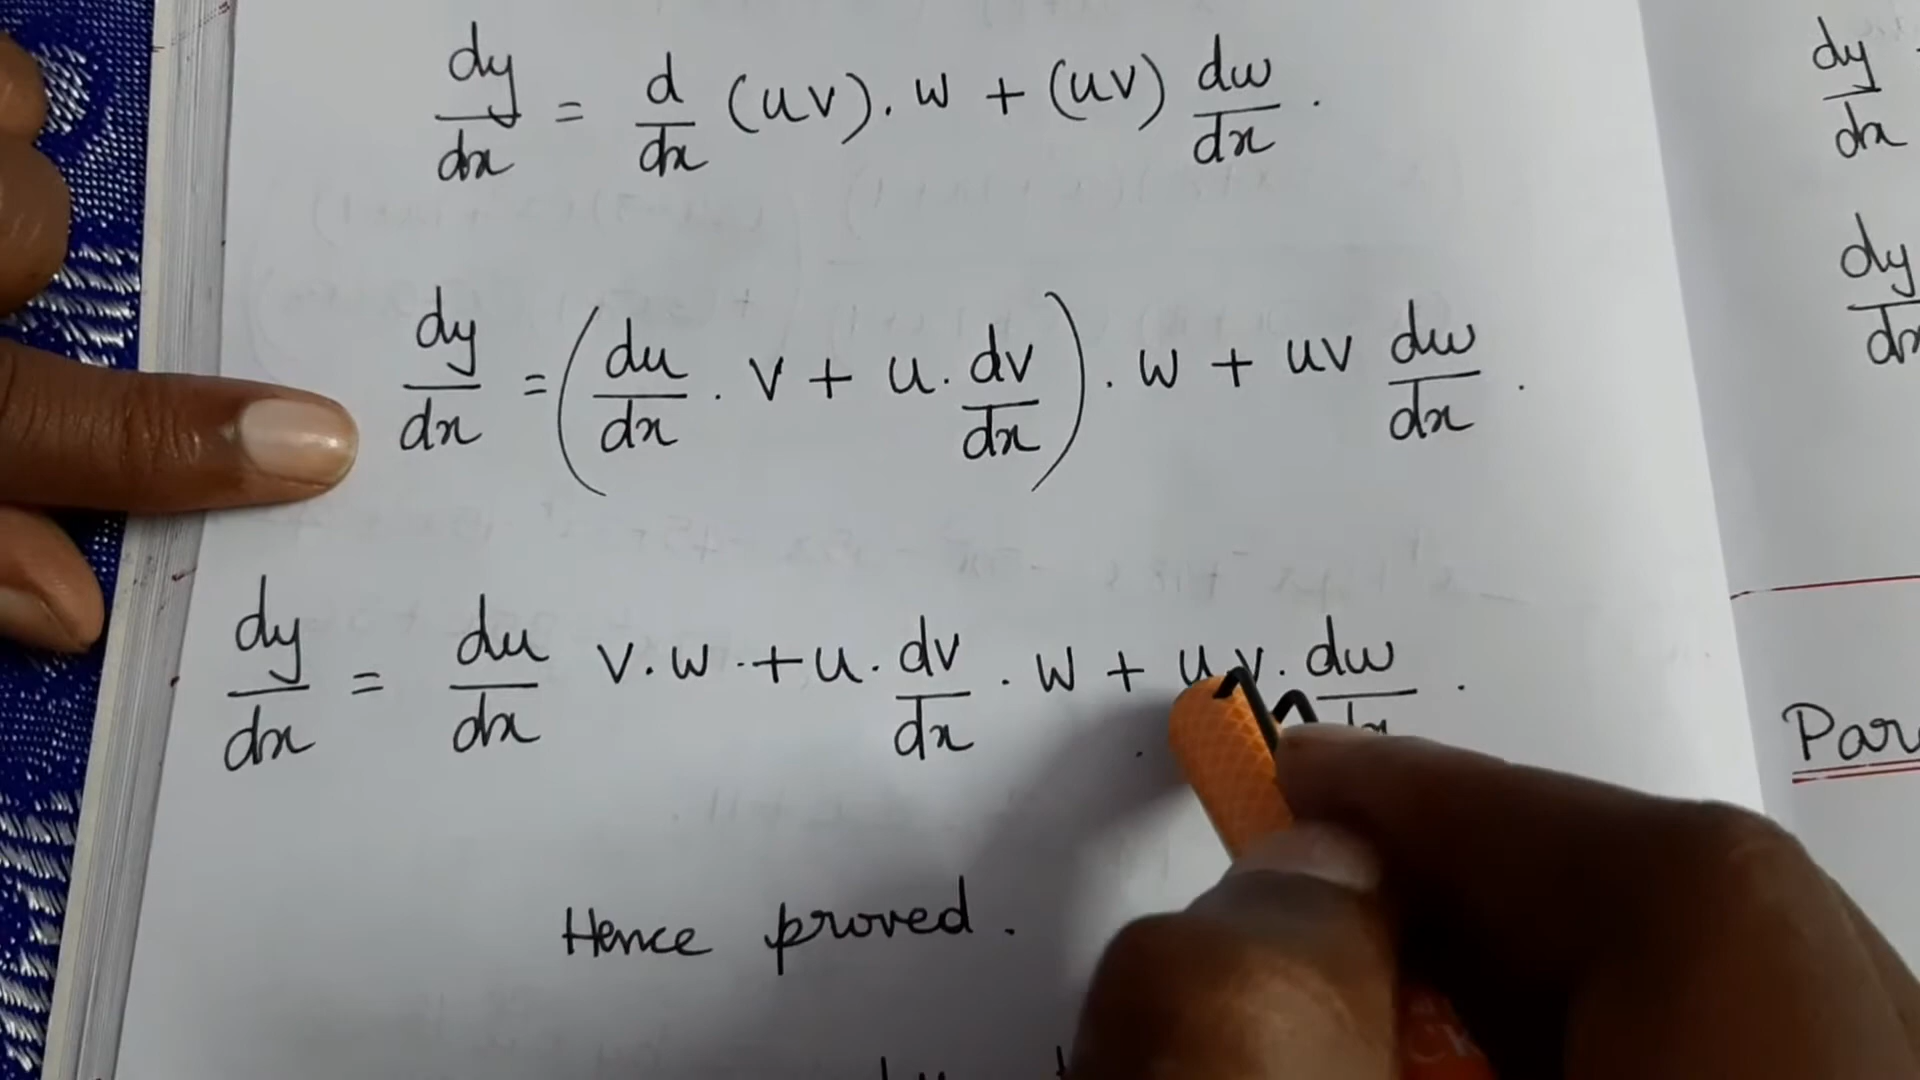 dy/dx = d/dx (uv). w + (uv) dw/dx .
dy/dx = (du/dx . v + u. dv/dx) . w + uv dw/dx .
dy/dx = du/dx v. w . + u. dv/dx . w + uv. dw/dx .
Hence proved .
dy/dx
dy/dx
Par